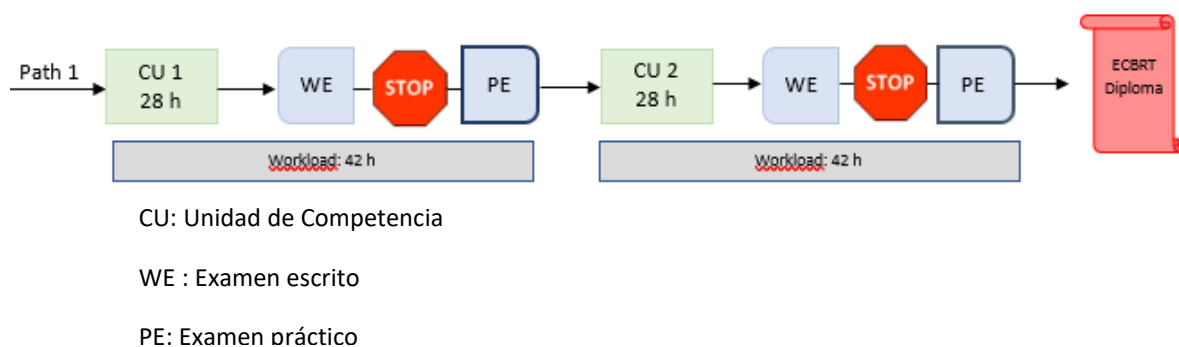 Path 1
CU 1
28 h
WE
STOP
PE
CU 2
28 h
WE
STOP
PE
ECBRT
Diploma
Workload: 42 h
Workload: 42 h
CU: Unidad de Competencia
WE : Examen escrito
PE: Examen práctico